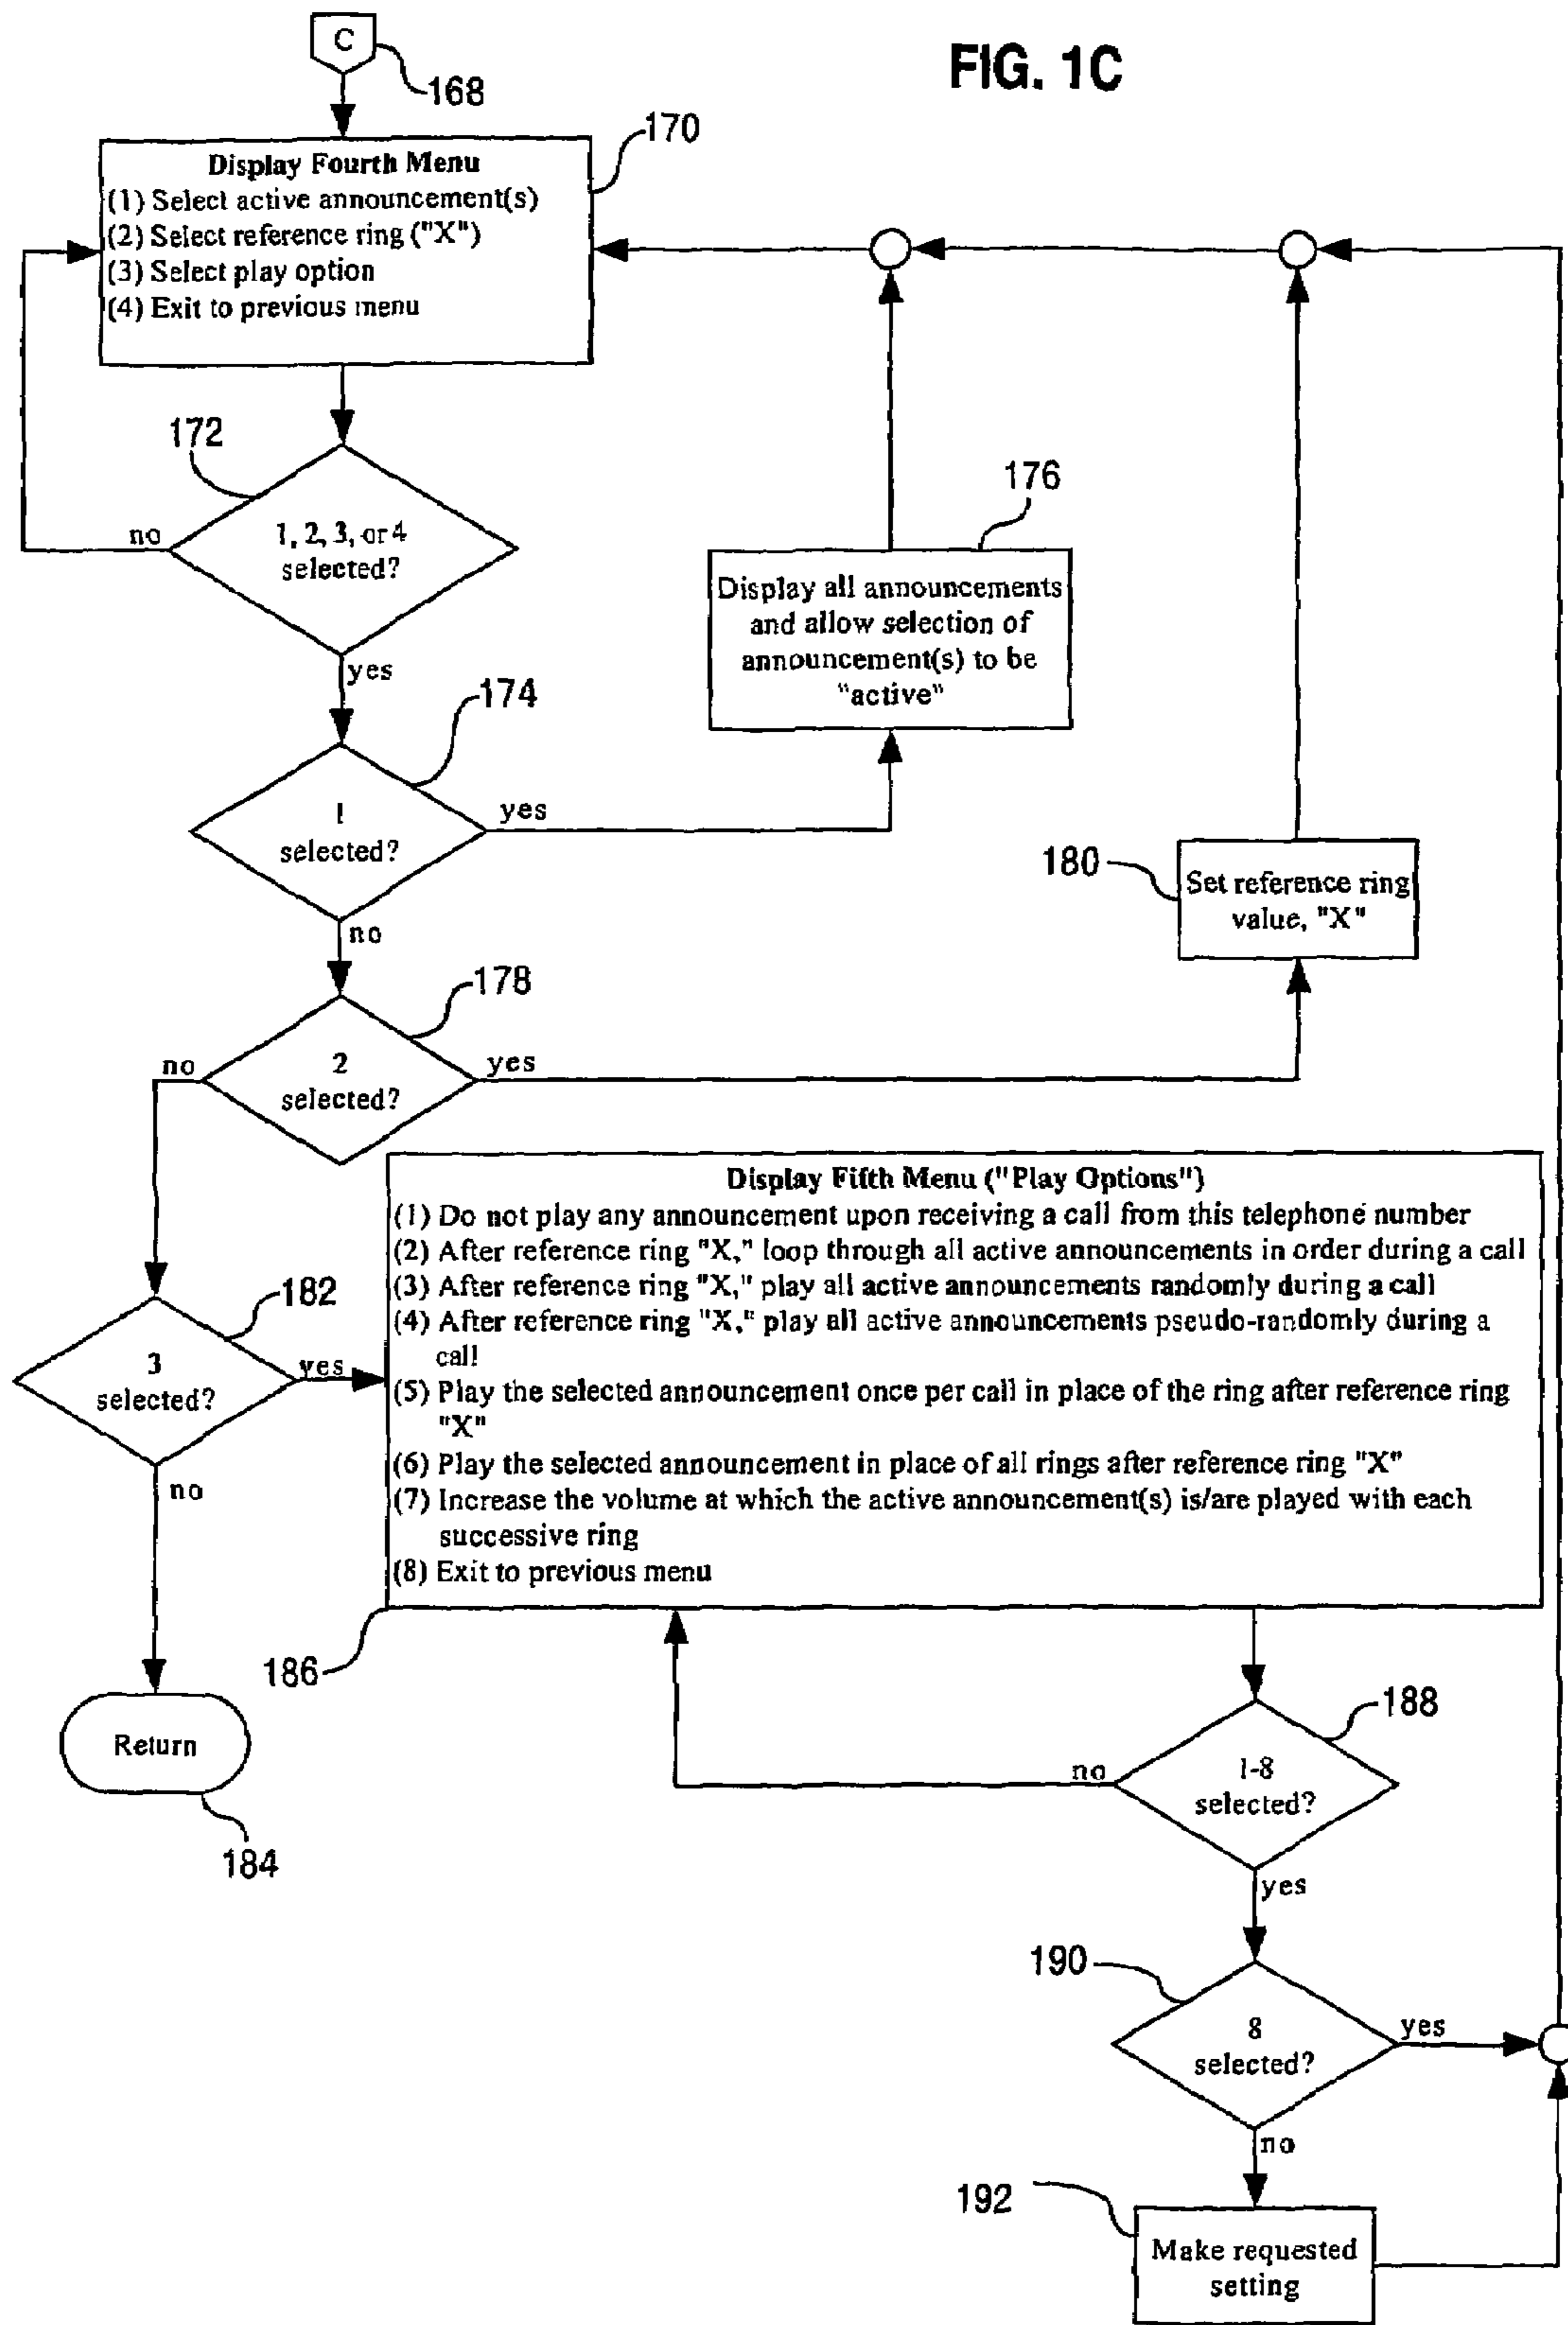 C
FIG. 1C
168
170
Display Fourth Menu
(1) Select active announcement(s)
(2) Select reference ring ("X")
(3) Select play option
(4) Exit to previous menu
172
no
1, 2, 3, or 4
selected?
yes
176
Display all announcements
and allow selection of
announcement(s) to be
"active"
174
1
selected?
yes
no
180
Set reference ring
value, "X"
178
no
2
selected?
yes
Display Fifth Menu ("Play Options")
(1) Do not play any announcement upon receiving a call from this telephone number
(2) After reference ring "X," loop through all active announcements in order during a call
(3) After reference ring "X," play all active announcements randomly during a call
(4) After reference ring "X," play all active announcements pseudo-randomly during a
call
(5) Play the selected announcement once per call in place of the ring after reference ring
"X"
(6) Play the selected announcement in place of all rings after reference ring "X"
(7) Increase the volume at which the active announcement(s) is/are played with each
successive ring
(8) Exit to previous menu
182
3
selected?
yes
no
186
Return
184
188
no
1-8
selected?
yes
190
8
selected?
yes
no
192
Make requested
setting